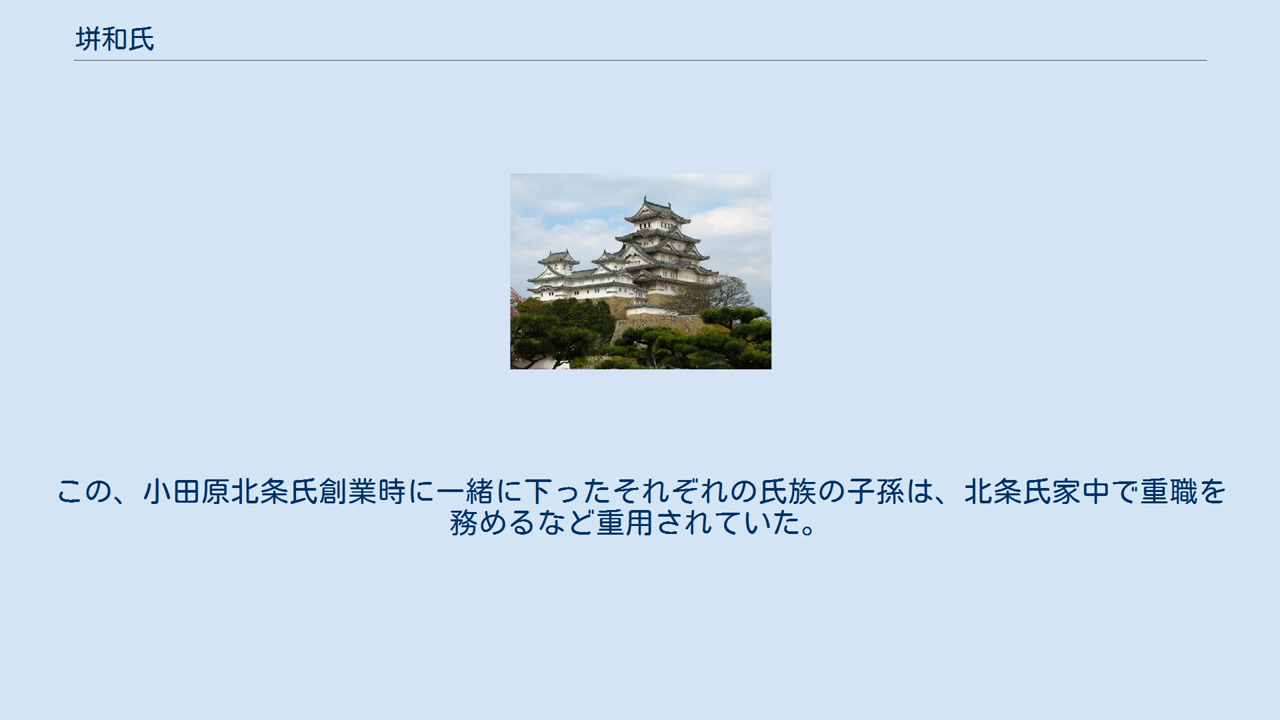 垪和氏
この、小田原北条氏創業時に一緒に下ったそれぞれの氏族の子孫は、北条氏家中で重職を
務めるなど重用されていた。